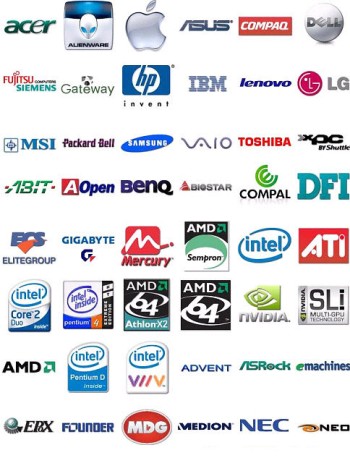 acer
ALIENWARE
ASUS
COMPAQ
DELL
FUJITSU COMPUTERS
SIEMENS
Gateway
hp
invent
IBM
lenovo
LG
MSI
Packard Bell
SAMSUNG
VAIO
TOSHIBA
XPC
BY Shuttle
ABIT
AOpen
BenQ
BIOSTAR
COMPAL
DFI
ECS
ELITEGROUP
GIGABYTE
Mercury
AMD
Sempron
intel
ATI
intel
Core 2
Duo
inside
intel
inside
pentium 4
AMD
64
AthlonX2
AMD
64
NVIDIA
NVIDIA
SLI
MULTI-GPU
TECHNOLOGY
AMD
intel
Pentium D
inside
intel
VIIV
ADVENT
ASRock
emachines
FOUNDER
MDG
MEDION
NEC
NEO